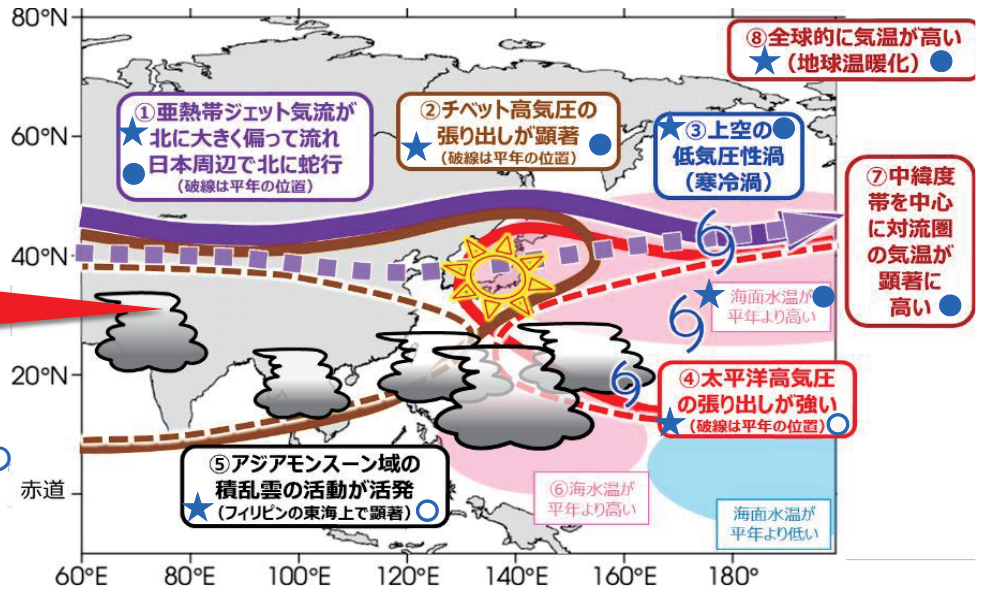 80°N
60°N
40°N
20°N
赤道
60°E
80°E
100°E
120°E
140°E
160°E
180°
①亜熱帯ジェット気流が
北に大きく偏って流れ
日本周辺で北に蛇行
(破線は平年の位置)
②チベット高気圧の
張り出しが顕著
(破線は平年の位置)
③上空の
低気圧性渦
(寒冷渦)
⑧全球的に気温が高い
(地球温暖化)
⑦中緯度
帯を中心
に対流圏
の気温が
顕著に
高い
海面水温が
平年より高い
④太平洋高気圧
の張り出しが強い
(破線は平年の位置)
⑤アジアモンスーン域の
積乱雲の活動が活発
(フィリピンの東海上で顕著)
⑥海水温が
平年より高い
海面水温が
平年より低い